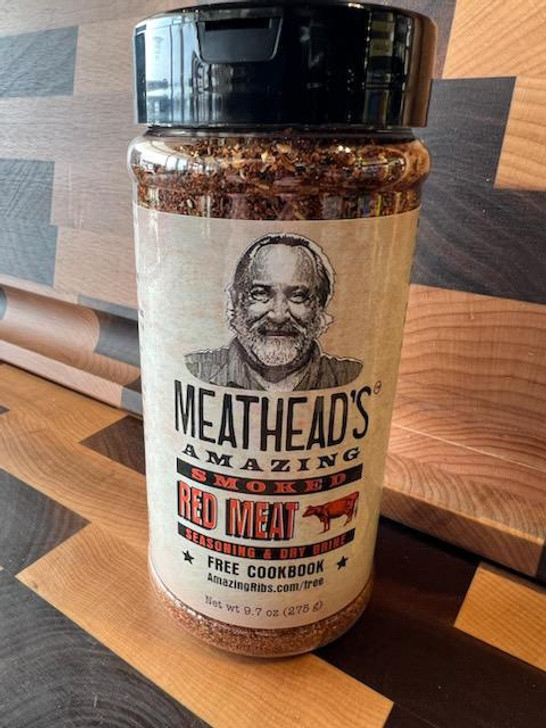 MEATHEAD'S®
AMAZING
SMOKED
RED MEAT
SEASONING & DRY BRINE
★ FREE COOKBOOK ★
AmazingRibs.com/free
Net wt 9.7 oz (275 g)